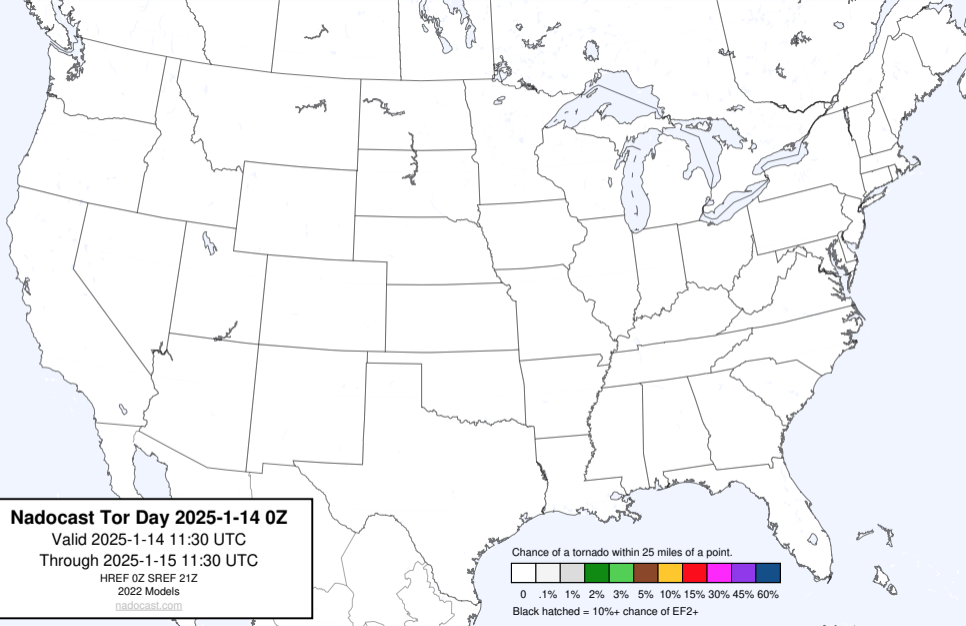 Nadocast Tor Day 2025-1-14 0Z
Valid 2025-1-14 11:30 UTC
Through 2025-1-15 11:30 UTC
HREF 0Z SREF 21Z
2022 Models
nadocast.com
Chance of a tornado within 25 miles of a point.
0 .1% 1% 2% 3% 5% 10% 15% 30% 45% 60%
Black hatched = 10%+ chance of EF2+